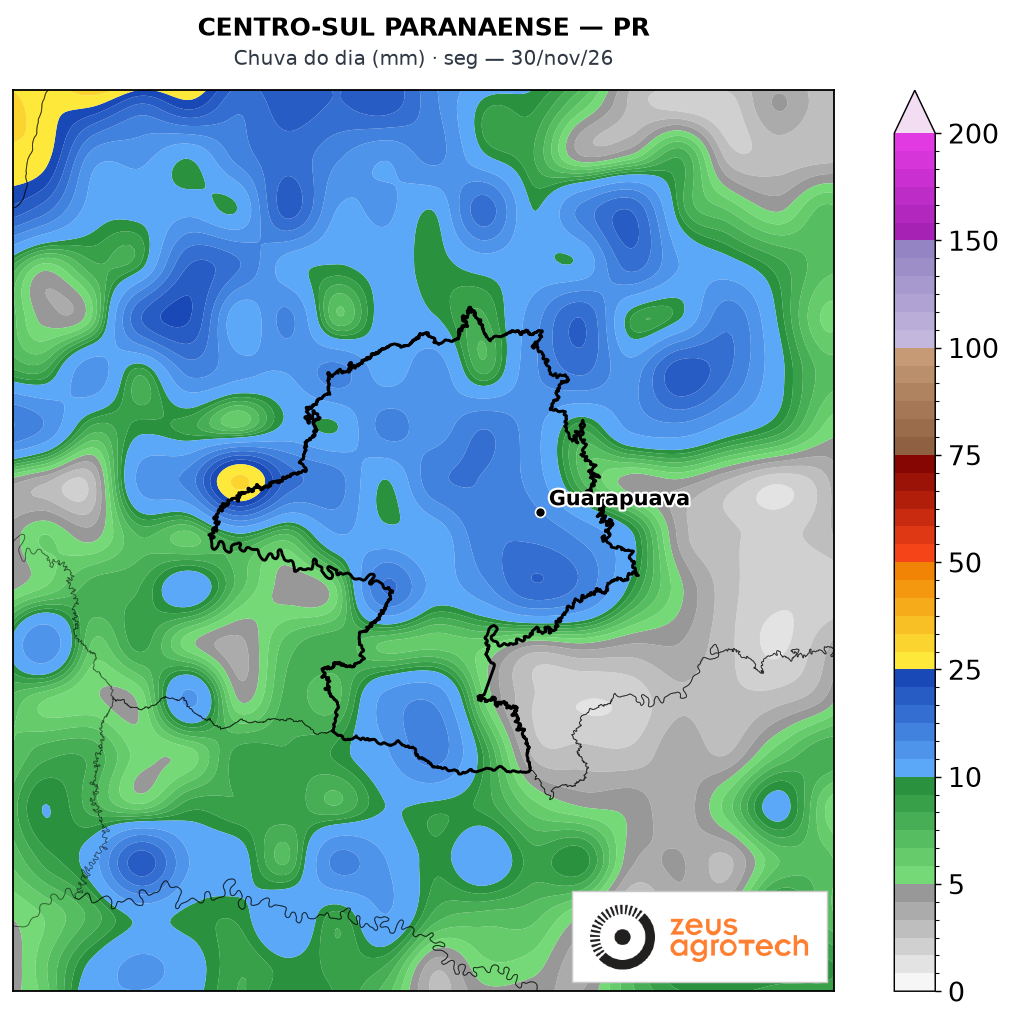 CENTRO-SUL PARANAENSE — PR
Chuva do dia (mm) · seg — 30/nov/26
200
150
100
75
50
25
10
5
0
Guarapuava
zeus
agrotech